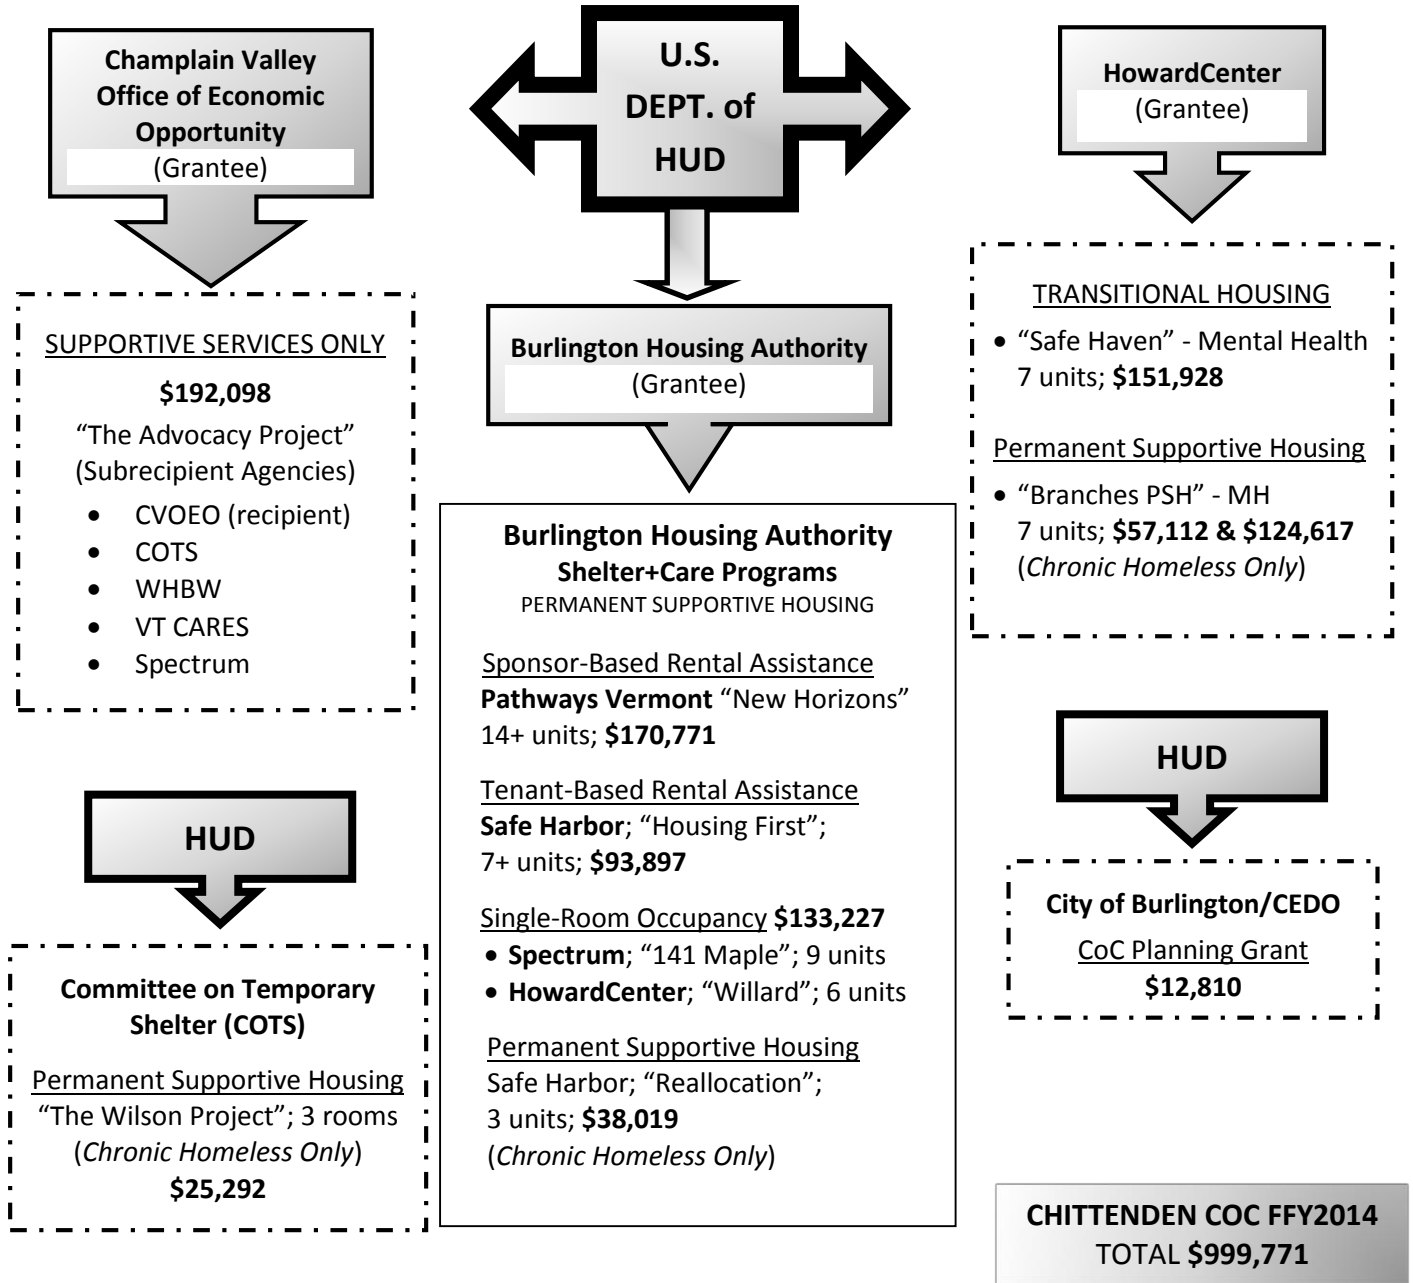 Champlain Valley
Office of Economic
Opportunity
(Grantee)
U.S.
DEPT. of
HUD
HowardCenter
(Grantee)
SUPPORTIVE SERVICES ONLY
$192,098
“The Advocacy Project”
(Subrecipient Agencies)
• CVOEO (recipient)
• COTS
• WHBW
• VT CARES
• Spectrum
Burlington Housing Authority
(Grantee)
TRANSITIONAL HOUSING
• “Safe Haven” - Mental Health
7 units; $151,928
Permanent Supportive Housing
• “Branches PSH” - MH
7 units; $57,112 & $124,617
(Chronic Homeless Only)
Burlington Housing Authority
Shelter+Care Programs
PERMANENT SUPPORTIVE HOUSING
Sponsor-Based Rental Assistance
Pathways Vermont “New Horizons”
14+ units; $170,771
Tenant-Based Rental Assistance
Safe Harbor; “Housing First”;
7+ units; $93,897
Single-Room Occupancy $133,227
• Spectrum; “141 Maple”; 9 units
• HowardCenter; “Willard”; 6 units
Permanent Supportive Housing
Safe Harbor; “Reallocation”;
3 units; $38,019
(Chronic Homeless Only)
HUD
Committee on Temporary
Shelter (COTS)
Permanent Supportive Housing
“The Wilson Project”; 3 rooms
(Chronic Homeless Only)
$25,292
HUD
City of Burlington/CEDO
CoC Planning Grant
$12,810
CHITTENDEN COC FFY2014
TOTAL $999,771